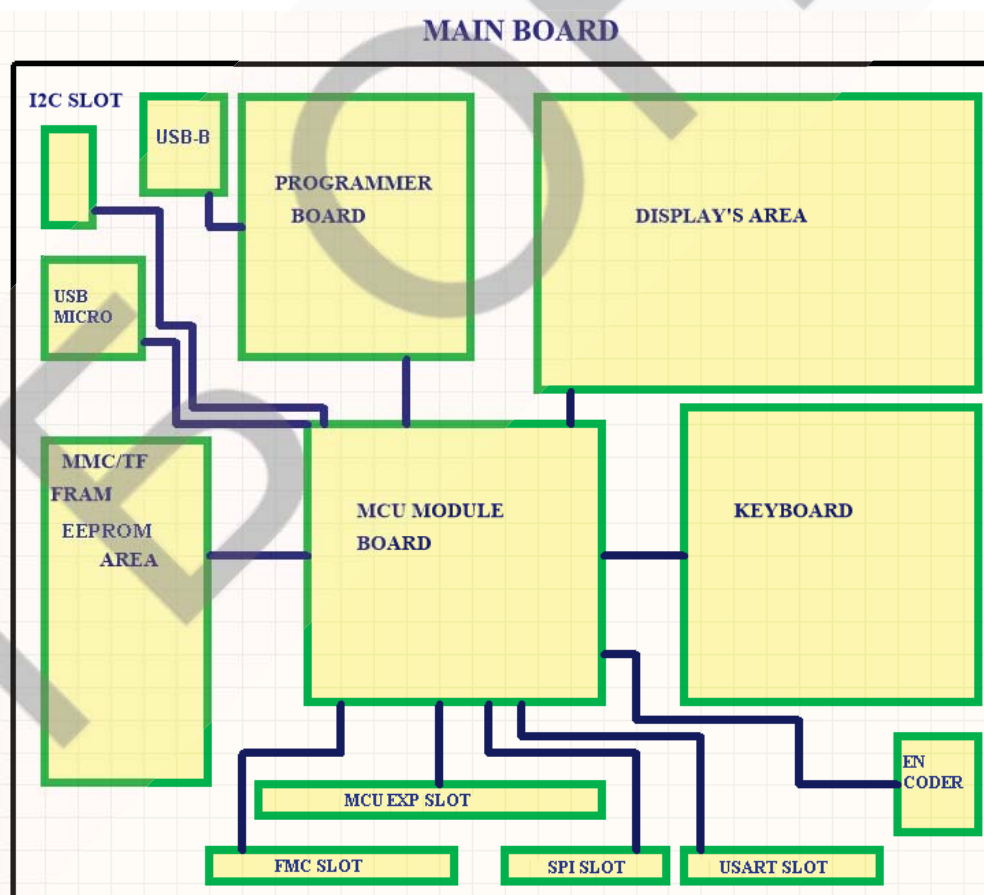 MAIN BOARD
I2C SLOT
USB-B
PROGRAMMER
BOARD
DISPLAY'S AREA
USB
MICRO
MMC/TF
FRAM
EEPROM
AREA
MCU MODULE
BOARD
KEYBOARD
EN
CODER
MCU EXP SLOT
FMC SLOT
SPI SLOT
USART SLOT